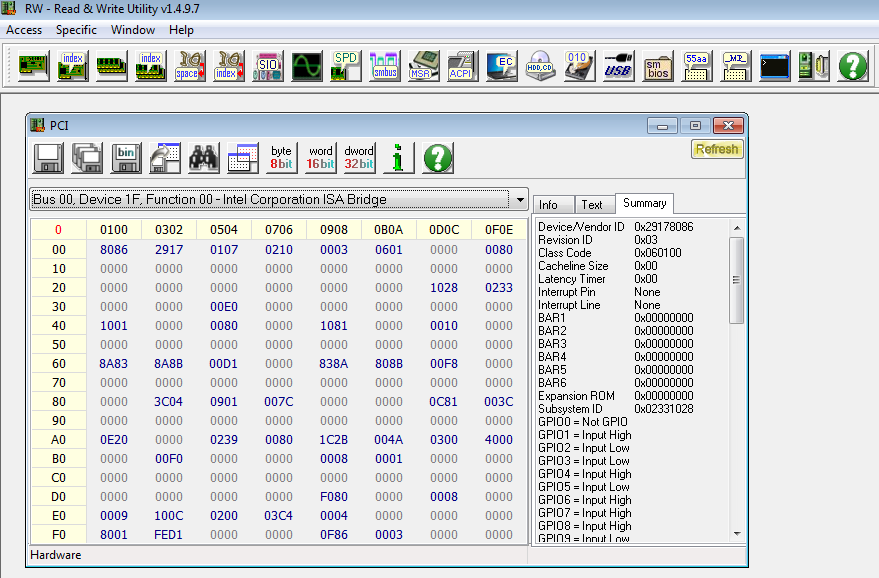 RW - Read & Write Utility v1.4.9.7
Access Specific Window Help
index index space index SIO SPD smbus MSR ACPI EC HDD,CD 010 USB sm bios 55aa MR ?
PCI
bin byte 8bit word 16bit dword 32bit i ? Refresh
Bus 00, Device 1F, Function 00 - Intel Corporation ISA Bridge
Info Text Summary
0 0100 0302 0504 0706 0908 0B0A 0D0C 0F0E
00 8086 2917 0107 0210 0003 0601 0000 0080
10 0000 0000 0000 0000 0000 0000 0000 0000
20 0000 0000 0000 0000 0000 0000 1028 0233
30 0000 0000 00E0 0000 0000 0000 0000 0000
40 1001 0000 0080 0000 1081 0000 0010 0000
50 0000 0000 0000 0000 0000 0000 0000 0000
60 8A83 8A8B 00D1 0000 838A 808B 00F8 0000
70 0000 0000 0000 0000 0000 0000 0000 0000
80 0000 3C04 0901 007C 0000 0000 0C81 003C
90 0000 0000 0000 0000 0000 0000 0000 0000
A0 0E20 0000 0239 0080 1C2B 004A 0300 4000
B0 0000 00F0 0000 0000 0008 0001 0000 0000
C0 0000 0000 0000 0000 0000 0000 0000 0000
D0 0000 0000 0000 0000 F080 0000 0008 0000
E0 0009 100C 0200 03C4 0004 0000 0000 0000
F0 8001 FED1 0000 0000 0F86 0003 0000 0000
Device/Vendor ID 0x29178086
Revision ID 0x03
Class Code 0x060100
Cacheline Size 0x00
Latency Timer 0x00
Interrupt Pin None
Interrupt Line None
BAR1 0x00000000
BAR2 0x00000000
BAR3 0x00000000
BAR4 0x00000000
BAR5 0x00000000
BAR6 0x00000000
Expansion ROM 0x00000000
Subsystem ID 0x02331028
GPIO0 = Not GPIO
GPIO1 = Input High
GPIO2 = Input Low
GPIO3 = Input Low
GPIO4 = Input High
GPIO5 = Input Low
GPIO6 = Input High
GPIO7 = Input High
GPIO8 = Input High
GPIO9 = Input Low
Hardware